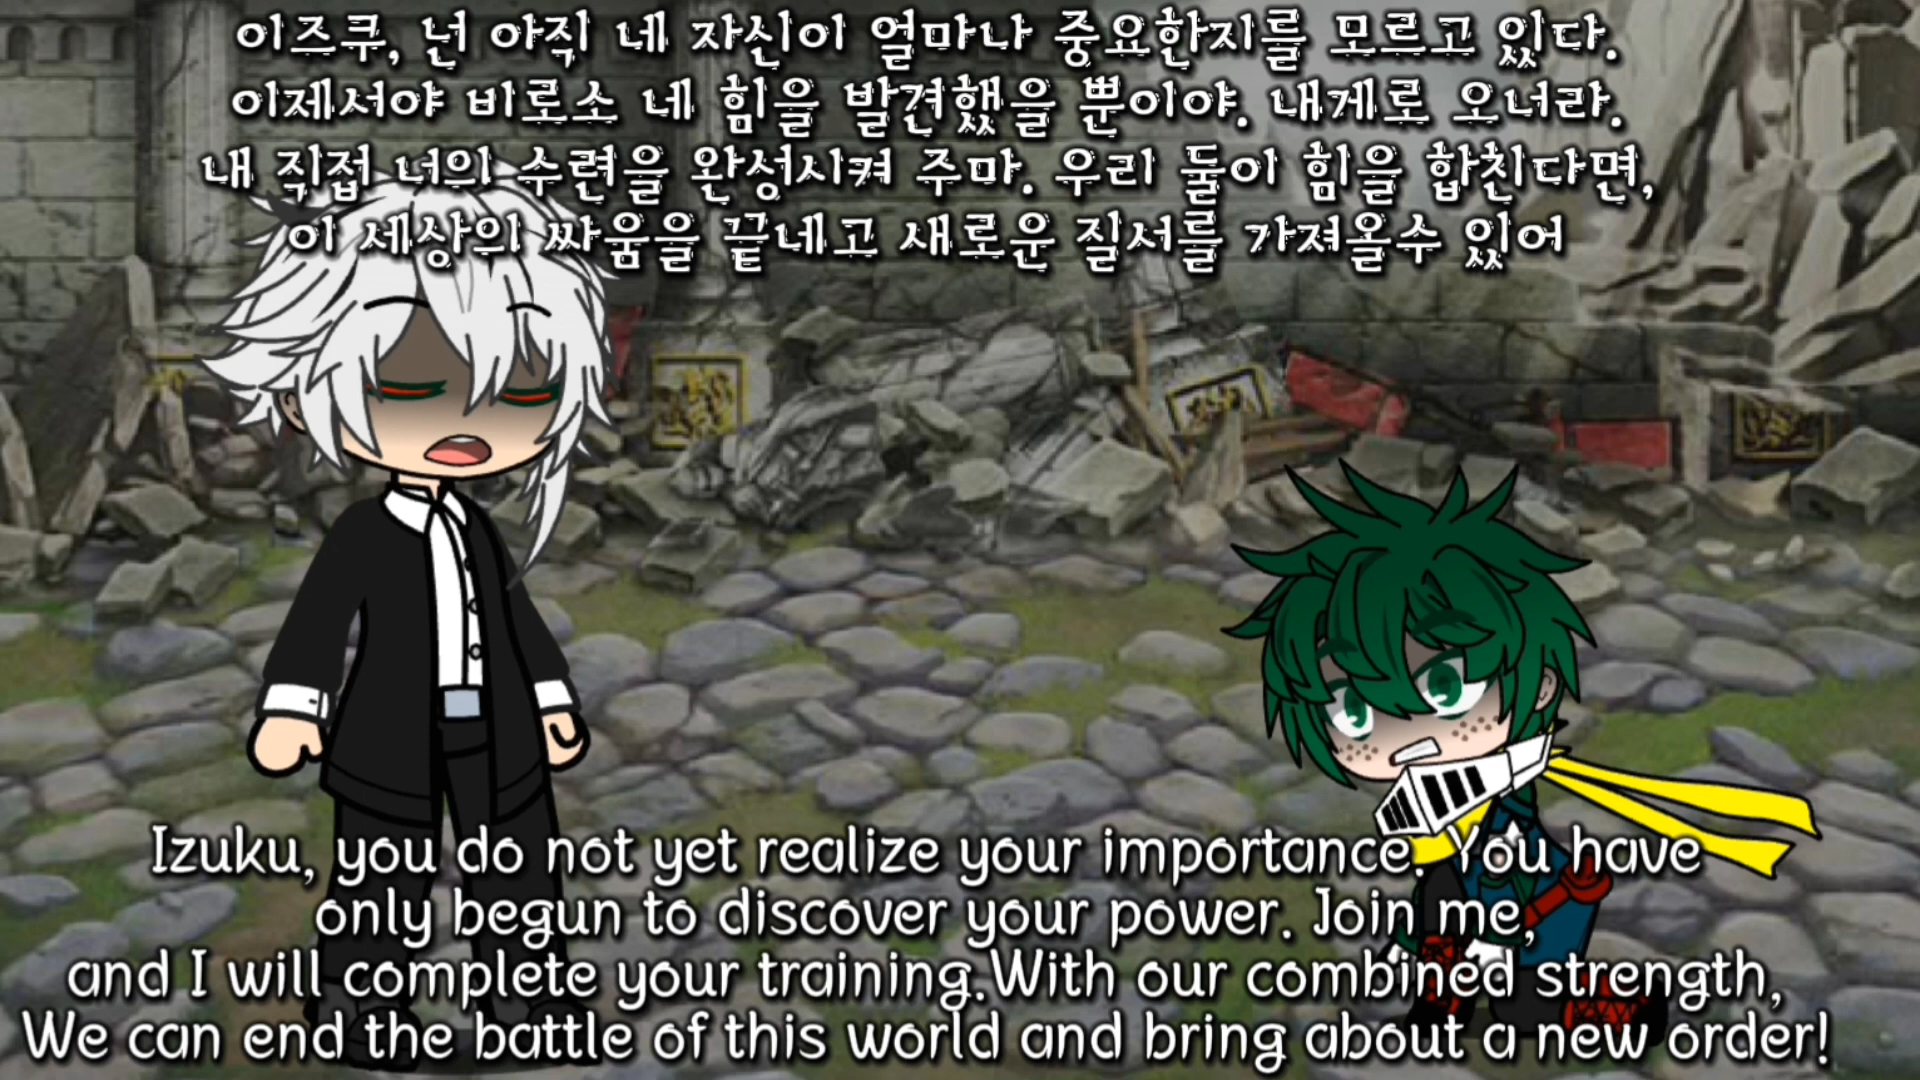 이즈쿠, 넌 아직 네 자신이 얼마나 중요한지를 모르고 있다.
이제서야 비로소 네 힘을 발견했을 뿐이야. 내게로 오너라.
내 직접 너의 수련을 완성시켜 주마. 우리 둘이 힘을 합친다면,
이 세상의 싸움을 끝네고 새로운 질서를 가져올수 있어
Izuku, you do not yet realize your importance. You have
only begun to discover your power. Join me,
and I will complete your training.With our combined strength,
We can end the battle of this world and bring about a new order!